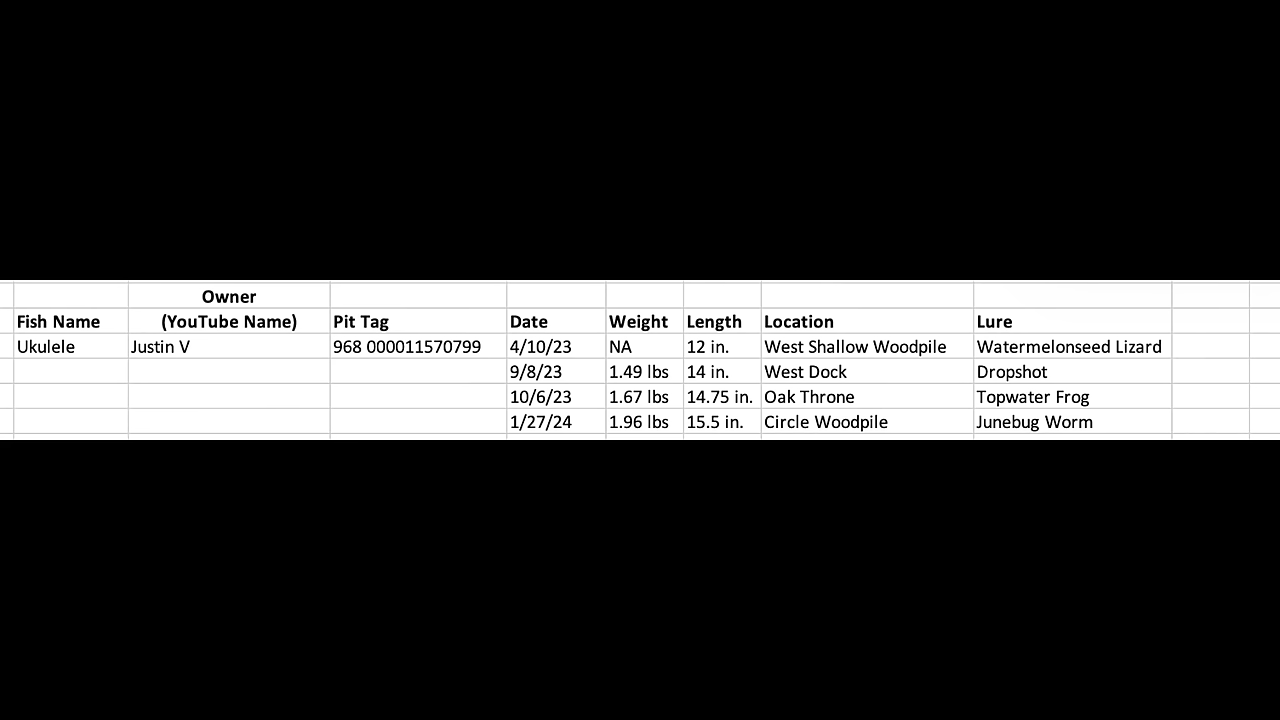 Owner
Fish Name (YouTube Name) Pit Tag Date Weight Length Location Lure
Ukulele Justin V 968 000011570799 4/10/23 NA 12 in. West Shallow Woodpile Watermelonseed Lizard
9/8/23 1.49 lbs 14 in. West Dock Dropshot
10/6/23 1.67 lbs 14.75 in. Oak Throne Topwater Frog
1/27/24 1.96 lbs 15.5 in. Circle Woodpile Junebug Worm